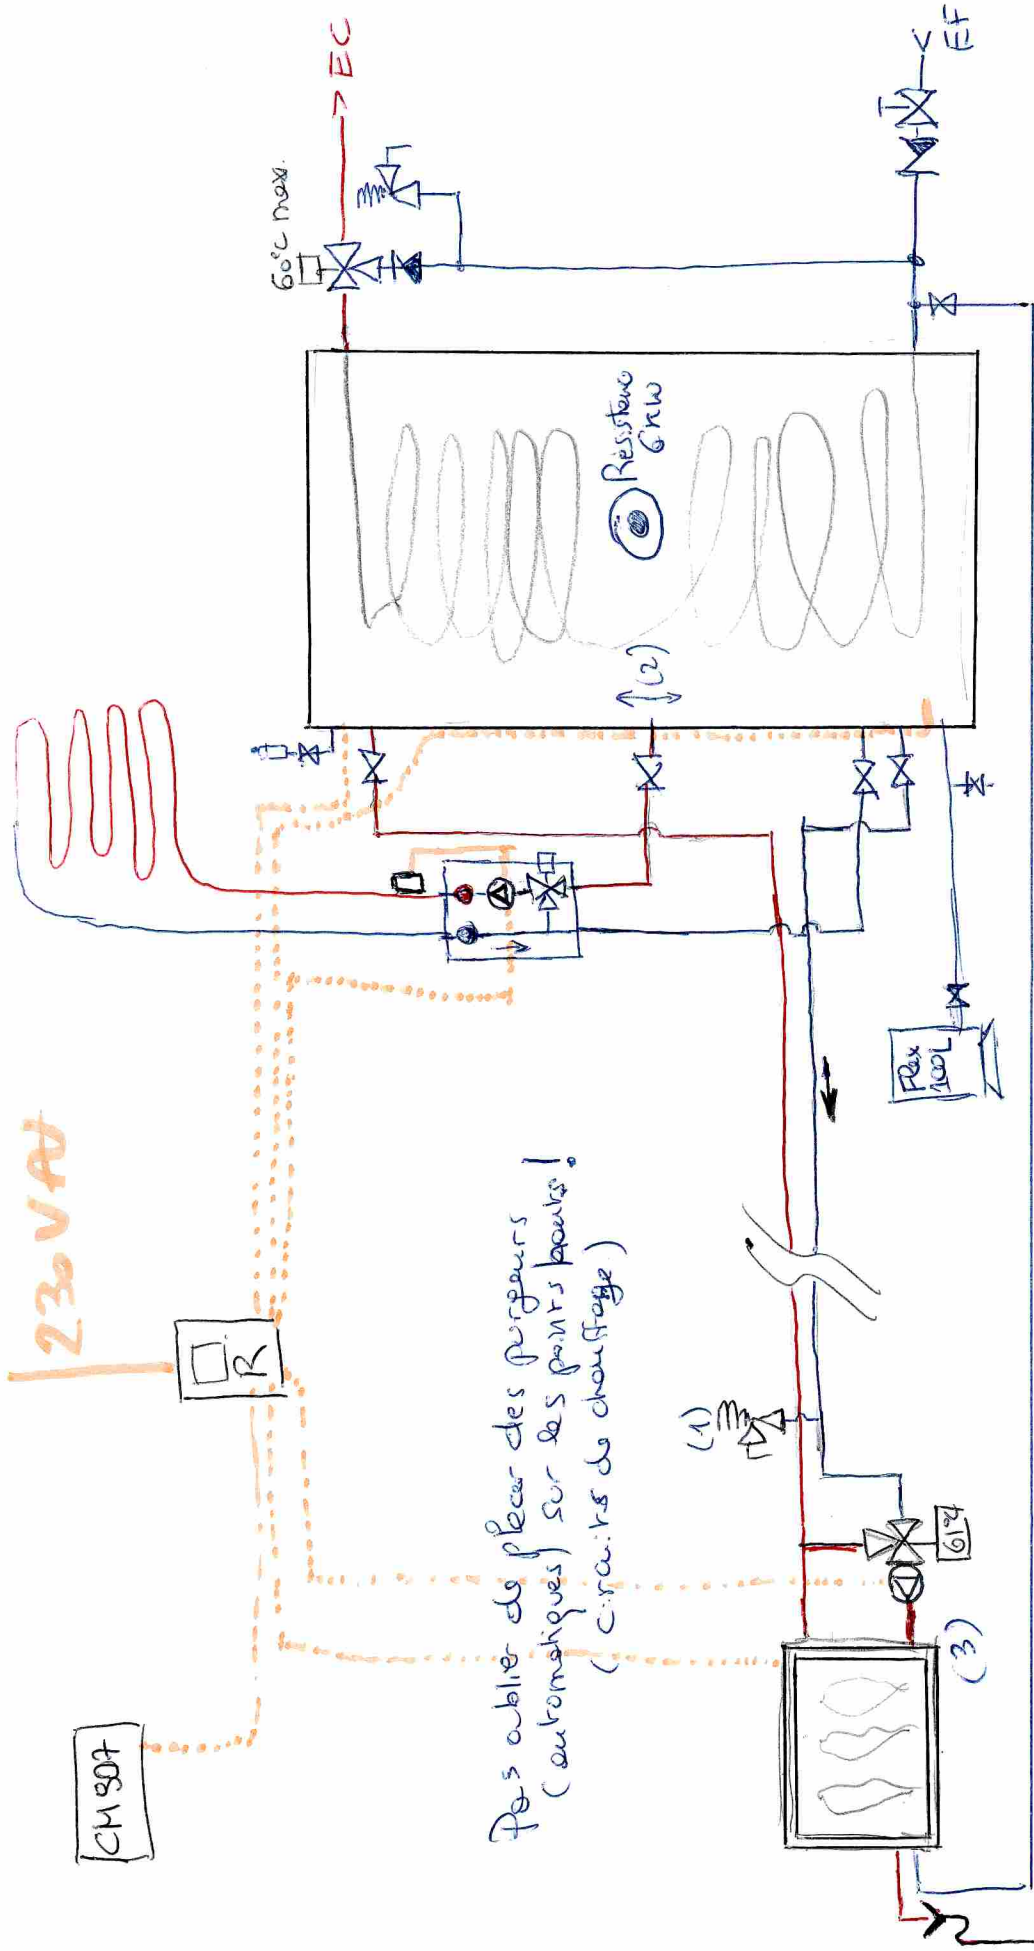 CM 907
230 V
R
60°C max.
> EC
< EF
Résistance
6 kW
(2)
Flex
100L
Pas oublier de placer des purgeurs
(automatiques) sur les points hauts!
(circuits de chauffage)
(1)
61°
(3)